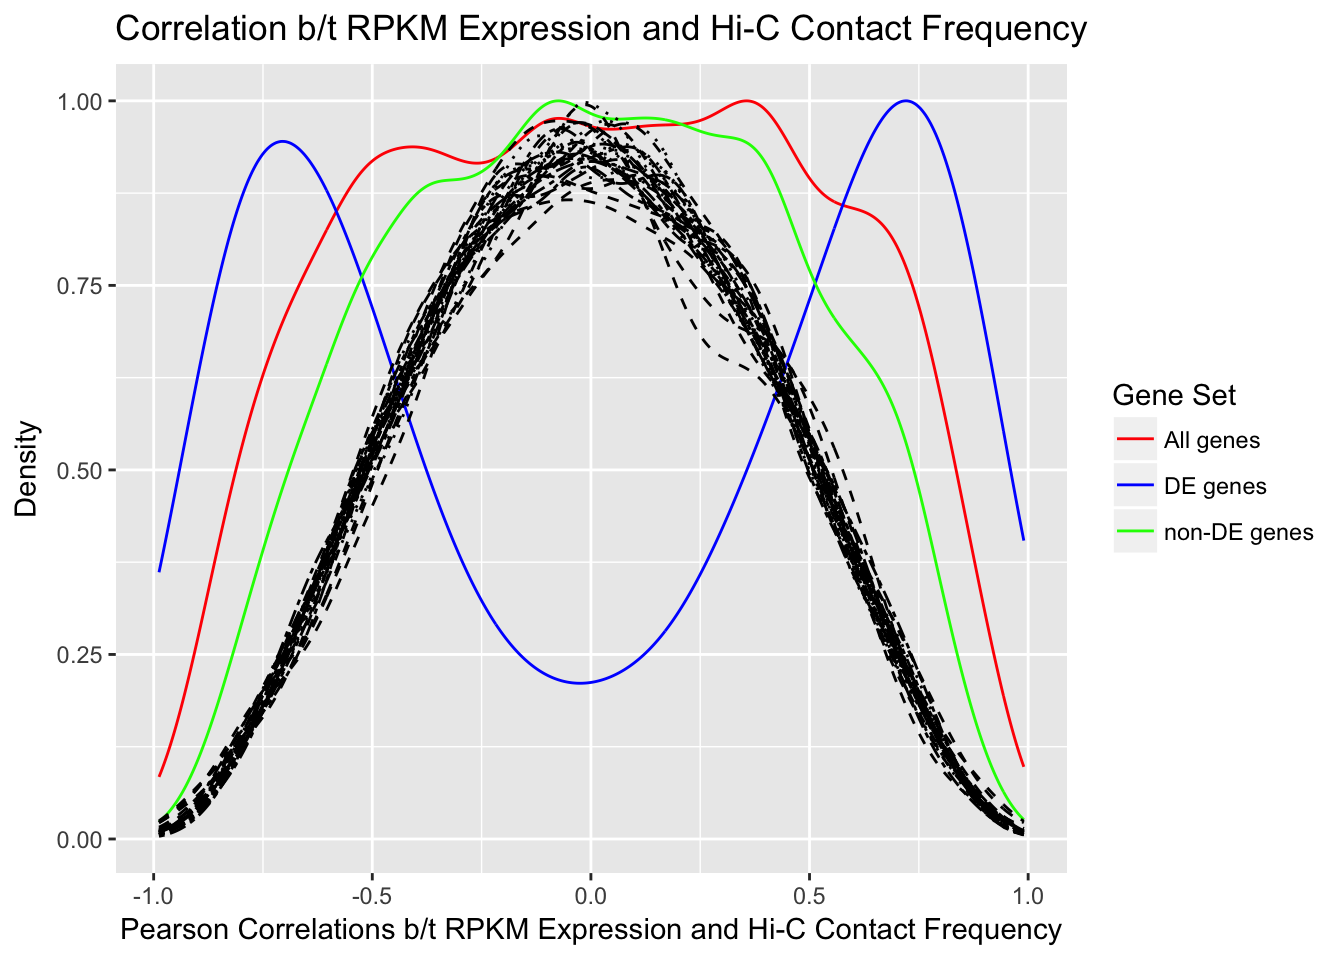 Correlation b/t RPKM Expression and Hi-C Contact Frequency
1.00
0.75
0.50
0.25
0.00
Density
-1.0
-0.5
0.0
0.5
1.0
Pearson Correlations b/t RPKM Expression and Hi-C Contact Frequency
Gene Set
All genes
DE genes
non-DE genes